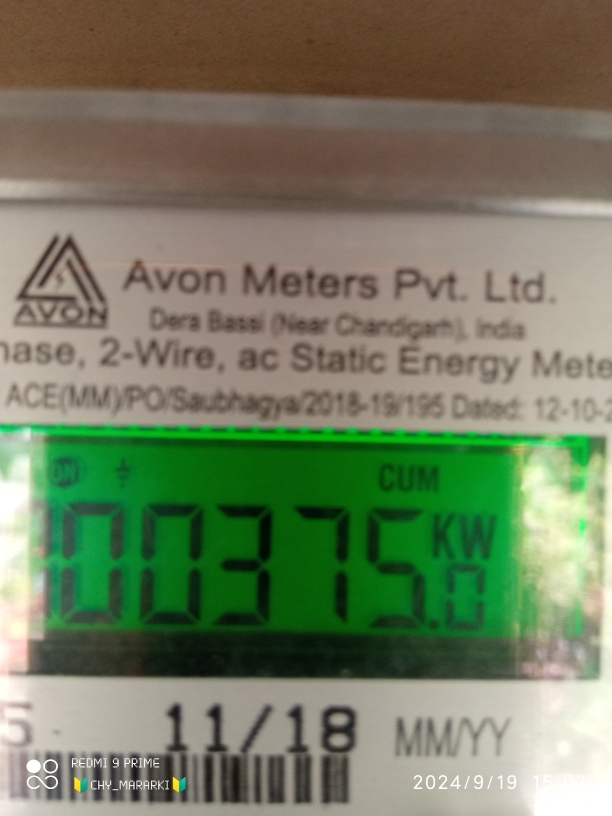 AVON
Avon Meters Pvt. Ltd.
Dera Bassi (Near Chandigarh), India
hase, 2-Wire, ac Static Energy Mete
ACE(MM)/PO/Saubhagya/2018-19/195 Dated: 12-10-2
CUM
00375.0 KW
5. 11/18 MM/YY
REDMI 9 PRIME
🔰CHY_MARARKI🔰
2024/9/19